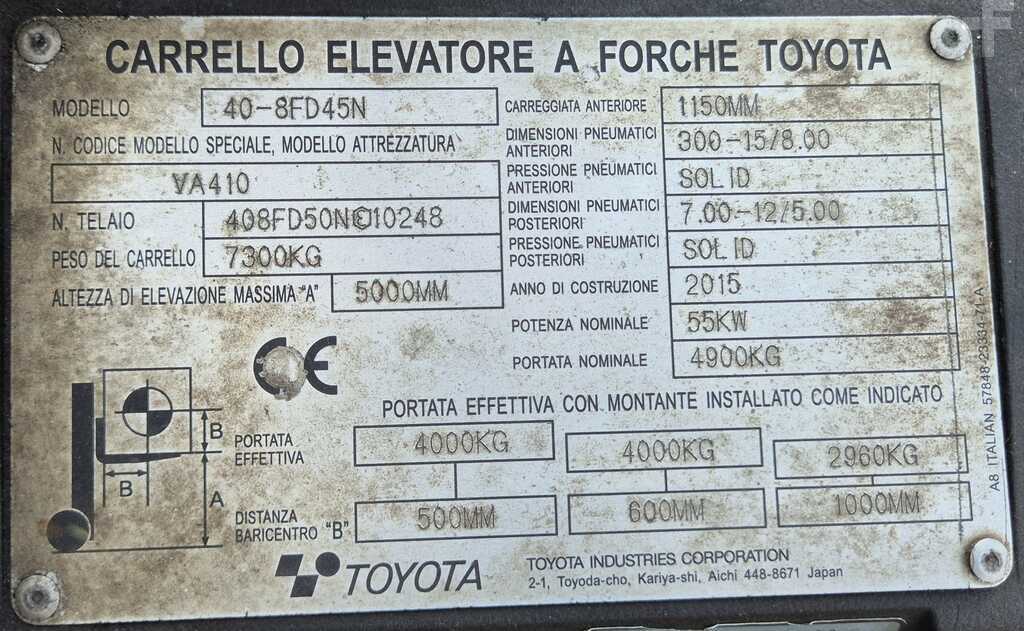 CARRELLO ELEVATORE A FORCHE TOYOTA
MODELLO 40-8FD45N
N. CODICE MODELLO SPECIALE, MODELLO ATTREZZATURA
VA410
N. TELAIO 408FD50N©10248
PESO DEL CARRELLO 7300KG
ALTEZZA DI ELEVAZIONE MASSIMA "A" 5000MM
CARREGGIATA ANTERIORE 1150MM
DIMENSIONI PNEUMATICI
ANTERIORI 300-15/8.00
PRESSIONE PNEUMATICI
ANTERIORI SOLID
DIMENSIONI PNEUMATICI
POSTERIORI 7.00-12/5.00
PRESSIONE PNEUMATICI
POSTERIORI SOLID
ANNO DI COSTRUZIONE 2015
POTENZA NOMINALE 55KW
PORTATA NOMINALE 4900KG
CE
PORTATA EFFETTIVA CON MONTANTE INSTALLATO COME INDICATO
B
B
A
PORTATA
EFFETTIVA 4000KG 4000KG 2960KG
DISTANZA
BARICENTRO "B" 500MM 600MM 1000MM
TOYOTA
TOYOTA INDUSTRIES CORPORATION
2-1, Toyoda-cho, Kariya-shi, Aichi 448-8671 Japan
A8 ITALIAN 57848-23334-71-A